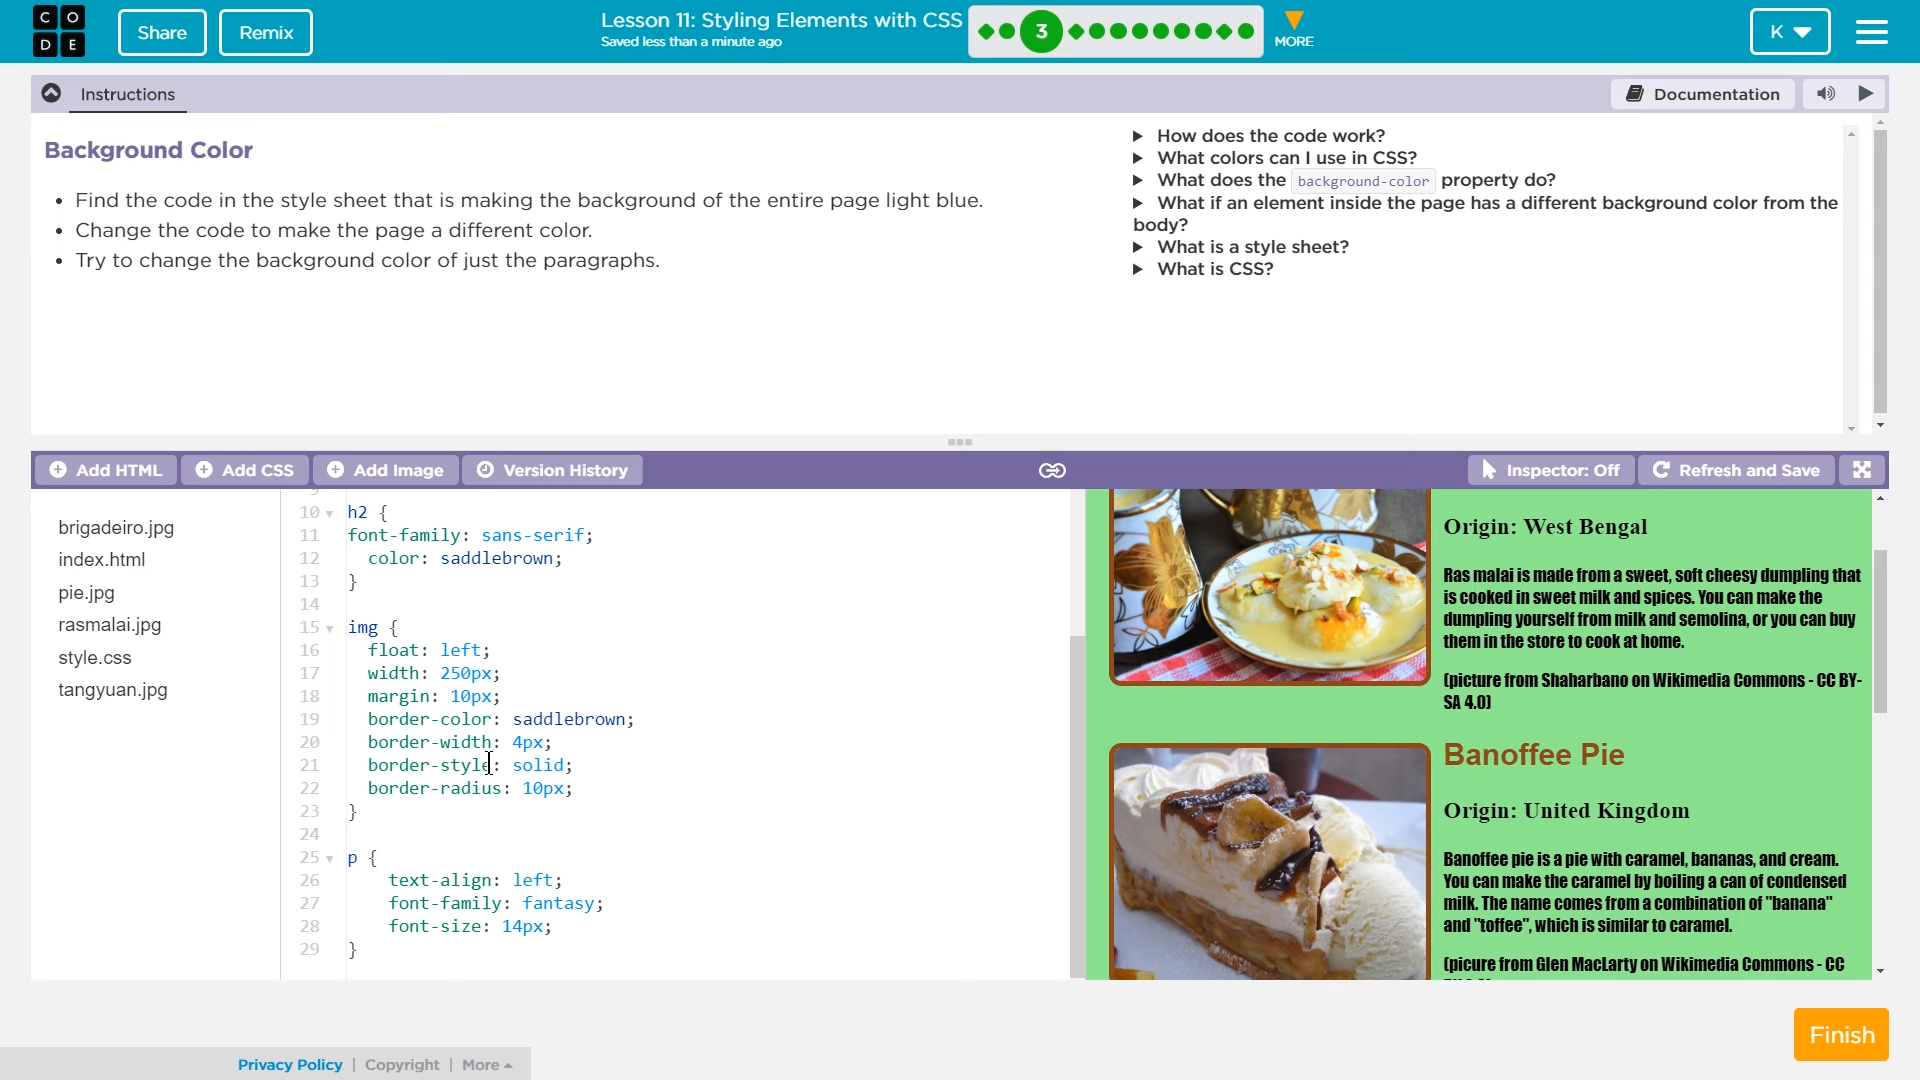 CODE
Share
Remix
Lesson 11: Styling Elements with CSS
Saved less than a minute ago
3
MORE
K
Instructions
Documentation
Background Color
• Find the code in the style sheet that is making the background of the entire page light blue.
• Change the code to make the page a different color.
• Try to change the background color of just the paragraphs.
How does the code work?
What colors can I use in CSS?
What does the background-color property do?
What if an element inside the page has a different background color from the
body?
What is a style sheet?
What is CSS?
Add HTML
Add CSS
Add Image
Version History
Inspector: Off
Refresh and Save
brigadeiro.jpg
index.html
pie.jpg
rasmalai.jpg
style.css
tangyuan.jpg
9
10 h2 {
11 font-family: sans-serif;
12 color: saddlebrown;
13 }
14
15 img {
16 float: left;
17 width: 250px;
18 margin: 10px;
19 border-color: saddlebrown;
20 border-width: 4px;
21 border-style: solid;
22 border-radius: 10px;
23 }
24
25 p {
26 text-align: left;
27 font-family: fantasy;
28 font-size: 14px;
29 }
Origin: West Bengal
Ras malai is made from a sweet, soft cheesy dumpling that
is cooked in sweet milk and spices. You can make the
dumpling yourself from milk and semolina, or you can buy
them in the store to cook at home.
(picture from Shaharbano on Wikimedia Commons - CC BY-
SA 4.0)
Banoffee Pie
Origin: United Kingdom
Banoffee pie is a pie with caramel, bananas, and cream.
You can make the caramel by boiling a can of condensed
milk. The name comes from a combination of "banana"
and "toffee", which is similar to caramel.
(picure from Glen MacLarty on Wikimedia Commons - CC
Finish
Privacy Policy | Copyright | More